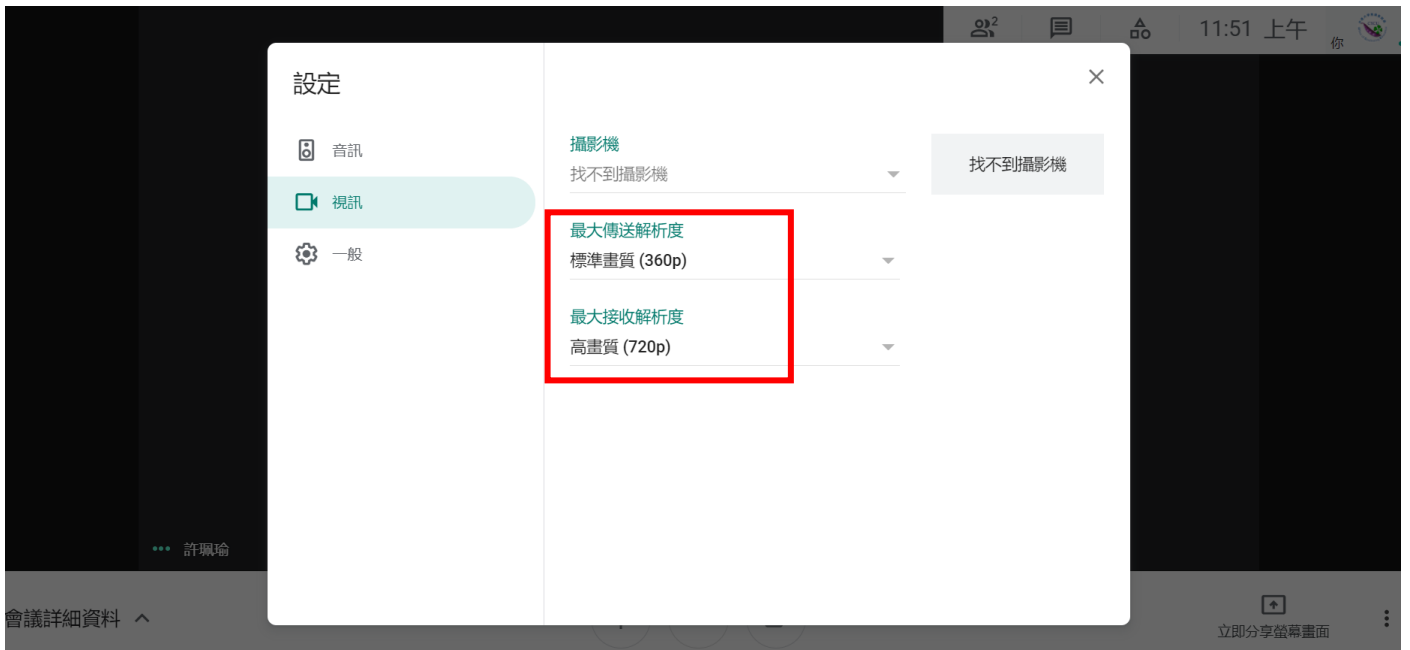 2
11:51 上午
你
設定
音訊
視訊
一般
攝影機
找不到攝影機
找不到攝影機
最大傳送解析度
標準畫質 (360p)
最大接收解析度
高畫質 (720p)
許珮瑜
會議詳細資料
立即分享螢幕畫面